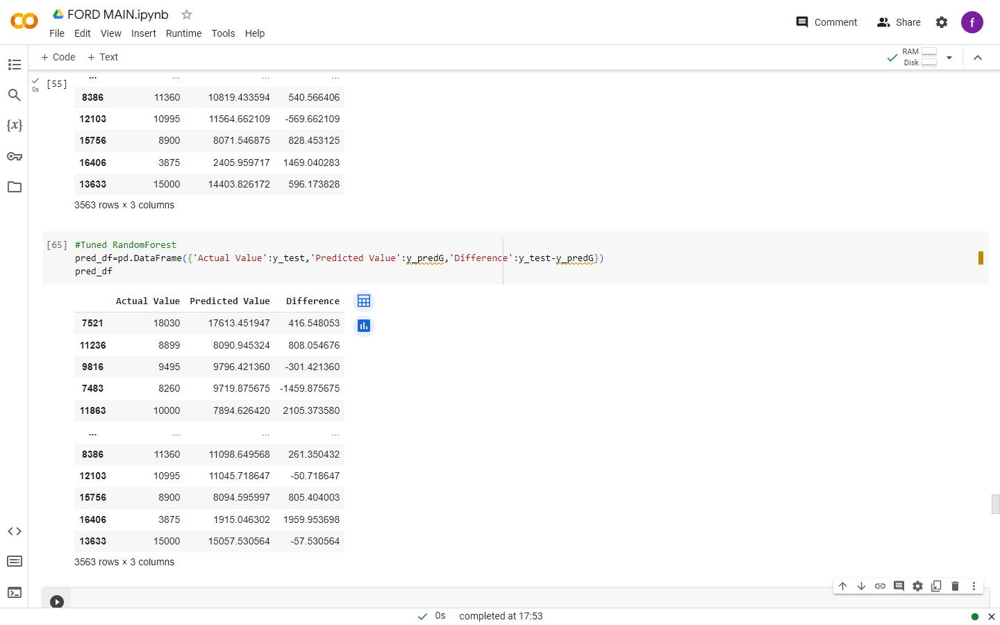 FORD MAIN.ipynb
File Edit View Insert Runtime Tools Help
Comment
Share
f
+ Code + Text
RAM
Disk
[55]
0s
... ... ... ...
8386 11360 10819.433594 540.566406
12103 10995 11564.662109 -569.662109
15756 8900 8071.546875 828.453125
16406 3875 2405.959717 1469.040283
13633 15000 14403.826172 596.173828
3563 rows × 3 columns
[65] #Tuned RandomForest
pred_df=pd.DataFrame({'Actual Value':y_test,'Predicted Value':y_predG,'Difference':y_test-y_predG})
pred_df
Actual Value Predicted Value Difference
7521 18030 17613.451947 416.548053
11236 8899 8090.945324 808.054676
9816 9495 9796.421360 -301.421360
7483 8260 9719.875675 -1459.875675
11863 10000 7894.626420 2105.373580
... ... ... ...
8386 11360 11098.649568 261.350432
12103 10995 11045.718647 -50.718647
15756 8900 8094.595997 805.404003
16406 3875 1915.046302 1959.953698
13633 15000 15057.530564 -57.530564
3563 rows × 3 columns
0s completed at 17:53